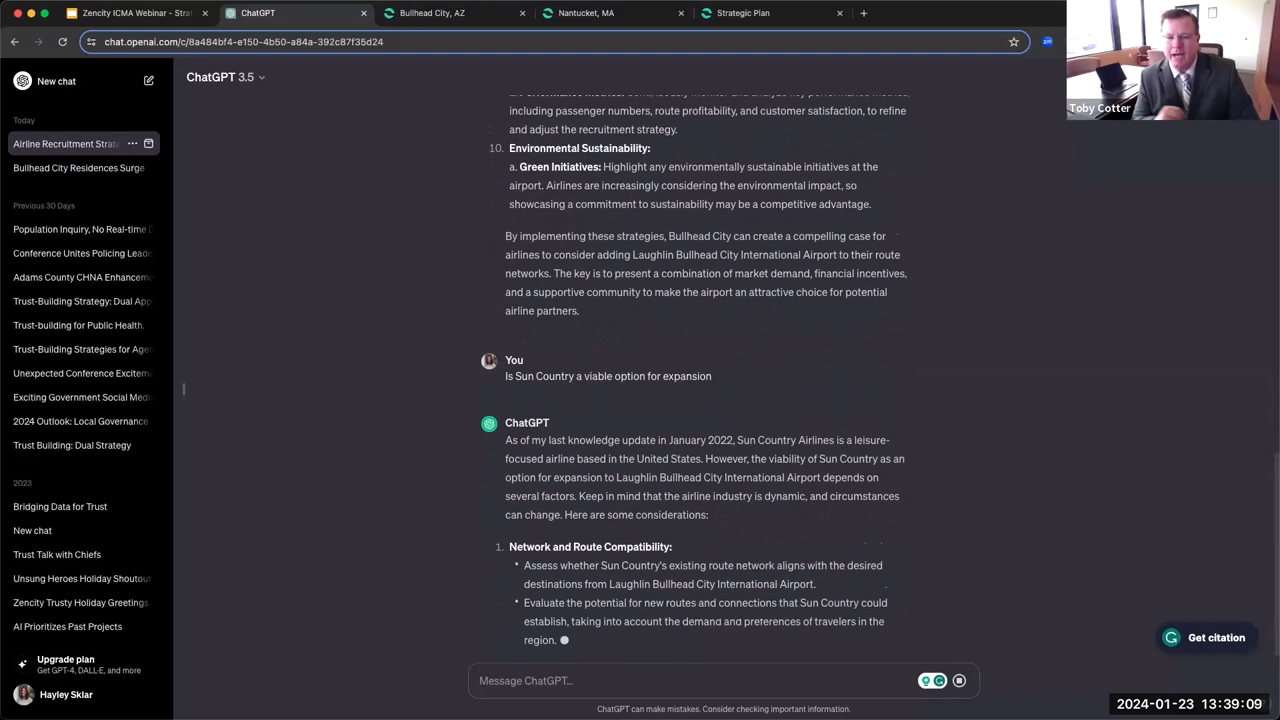 Zencity ICMA Webinar - Strat
ChatGPT
Bullhead City, AZ
Nantucket, MA
Strategic Plan
chat.openai.com/c/8a484bf4-e150-4b50-a84a-392c87f35d24
New chat
ChatGPT 3.5
Toby Cotter
Today
Airline Recruitment Strate
Bullhead City Residences Surge
Previous 30 Days
Population Inquiry, No Real-time
Conference Unites Policing Leade
Adams County CHNA Enhanceme
Trust-Building Strategy: Dual App
Trust-building for Public Health.
Trust-Building Strategies for Agen
Unexpected Conference Exciteme
Exciting Government Social Media
2024 Outlook: Local Governance
Trust Building: Dual Strategy
2023
Bridging Data for Trust
New chat
Trust Talk with Chiefs
Unsung Heroes Holiday Shoutout
Zencity Trusty Holiday Greetings
AI Prioritizes Past Projects
Upgrade plan
Get GPT-4, DALL·E, and more
Hayley Sklar
including passenger numbers, route profitability, and customer satisfaction, to refine
and adjust the recruitment strategy.
10. Environmental Sustainability:
a. Green Initiatives: Highlight any environmentally sustainable initiatives at the
airport. Airlines are increasingly considering the environmental impact, so
showcasing a commitment to sustainability may be a competitive advantage.
By implementing these strategies, Bullhead City can create a compelling case for
airlines to consider adding Laughlin Bullhead City International Airport to their route
networks. The key is to present a combination of market demand, financial incentives,
and a supportive community to make the airport an attractive choice for potential
airline partners.
You
Is Sun Country a viable option for expansion
ChatGPT
As of my last knowledge update in January 2022, Sun Country Airlines is a leisure-
focused airline based in the United States. However, the viability of Sun Country as an
option for expansion to Laughlin Bullhead City International Airport depends on
several factors. Keep in mind that the airline industry is dynamic, and circumstances
can change. Here are some considerations:
1. Network and Route Compatibility:
• Assess whether Sun Country's existing route network aligns with the desired
destinations from Laughlin Bullhead City International Airport.
• Evaluate the potential for new routes and connections that Sun Country could
establish, taking into account the demand and preferences of travelers in the
region.
Get citation
Message ChatGPT...
ChatGPT can make mistakes. Consider checking important information.
2024-01-23 13:39:09